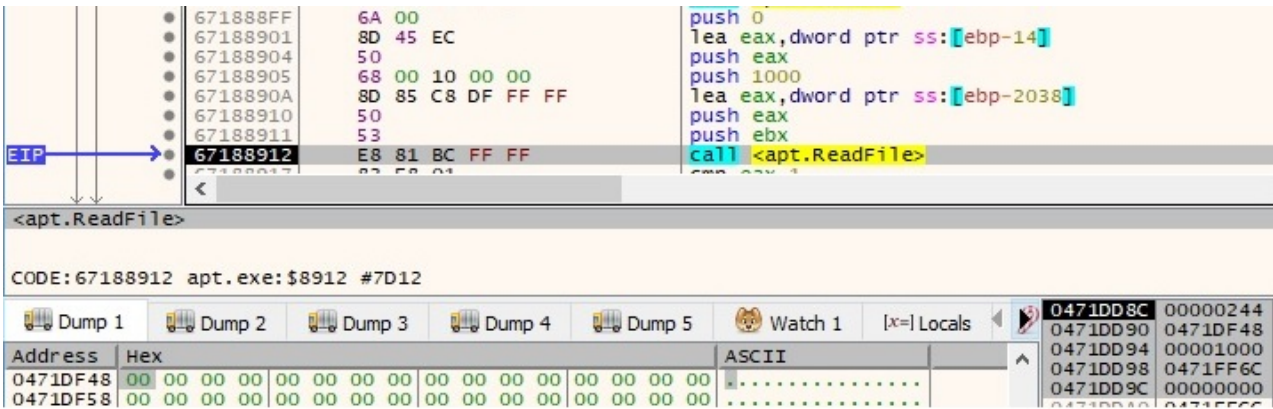 671888FF 6A 00 push 0
67188901 8D 45 EC lea eax,dword ptr ss:[ebp-14]
67188904 50 push eax
67188905 68 00 10 00 00 push 1000
6718890A 8D 85 C8 DF FF FF lea eax,dword ptr ss:[ebp-2038]
67188910 50 push eax
67188911 53 push ebx
EIP 67188912 E8 81 BC FF FF call <apt.ReadFile>
<apt.ReadFile>
CODE:67188912 apt.exe:$8912 #7D12
Dump 1 Dump 2 Dump 3 Dump 4 Dump 5 Watch 1 [x=] Locals
Address Hex ASCII
0471DF48 00 00 00 00 00 00 00 00 00 00 00 00 00 00 00 00 ................
0471DF58 00 00 00 00 00 00 00 00 00 00 00 00 00 00 00 00 ................
0471DD8C 00000244
0471DD90 0471DF48
0471DD94 00001000
0471DD98 0471FF6C
0471DD9C 00000000